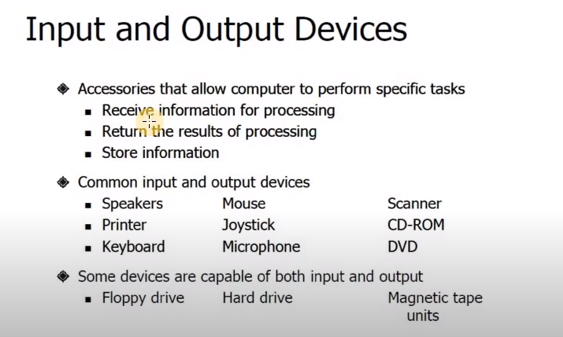 Input and Output Devices
Accessories that allow computer to perform specific tasks
Receive information for processing
Return the results of processing
Store information
Common input and output devices
Speakers Mouse Scanner
Printer Joystick CD-ROM
Keyboard Microphone DVD
Some devices are capable of both input and output
Floppy drive Hard drive Magnetic tape
units